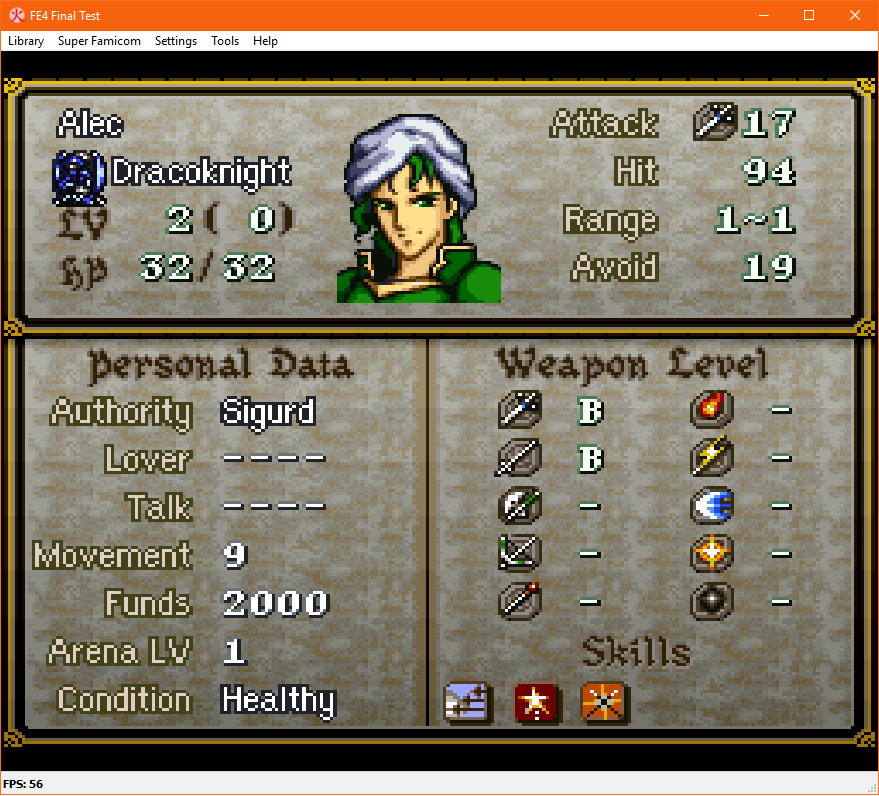 FE4 Final Test
Library Super Famicom Settings Tools Help
Alec
Dracoknight
LV 2 ( 0)
HP 32/32
Attack 17
Hit 94
Range 1~1
Avoid 19
Personal Data
Authority Sigurd
Lover ----
Talk ----
Movement 9
Funds 2000
Arena LV 1
Condition Healthy
Weapon Level
B -
B -
- -
- -
- -
Skills
FPS: 56